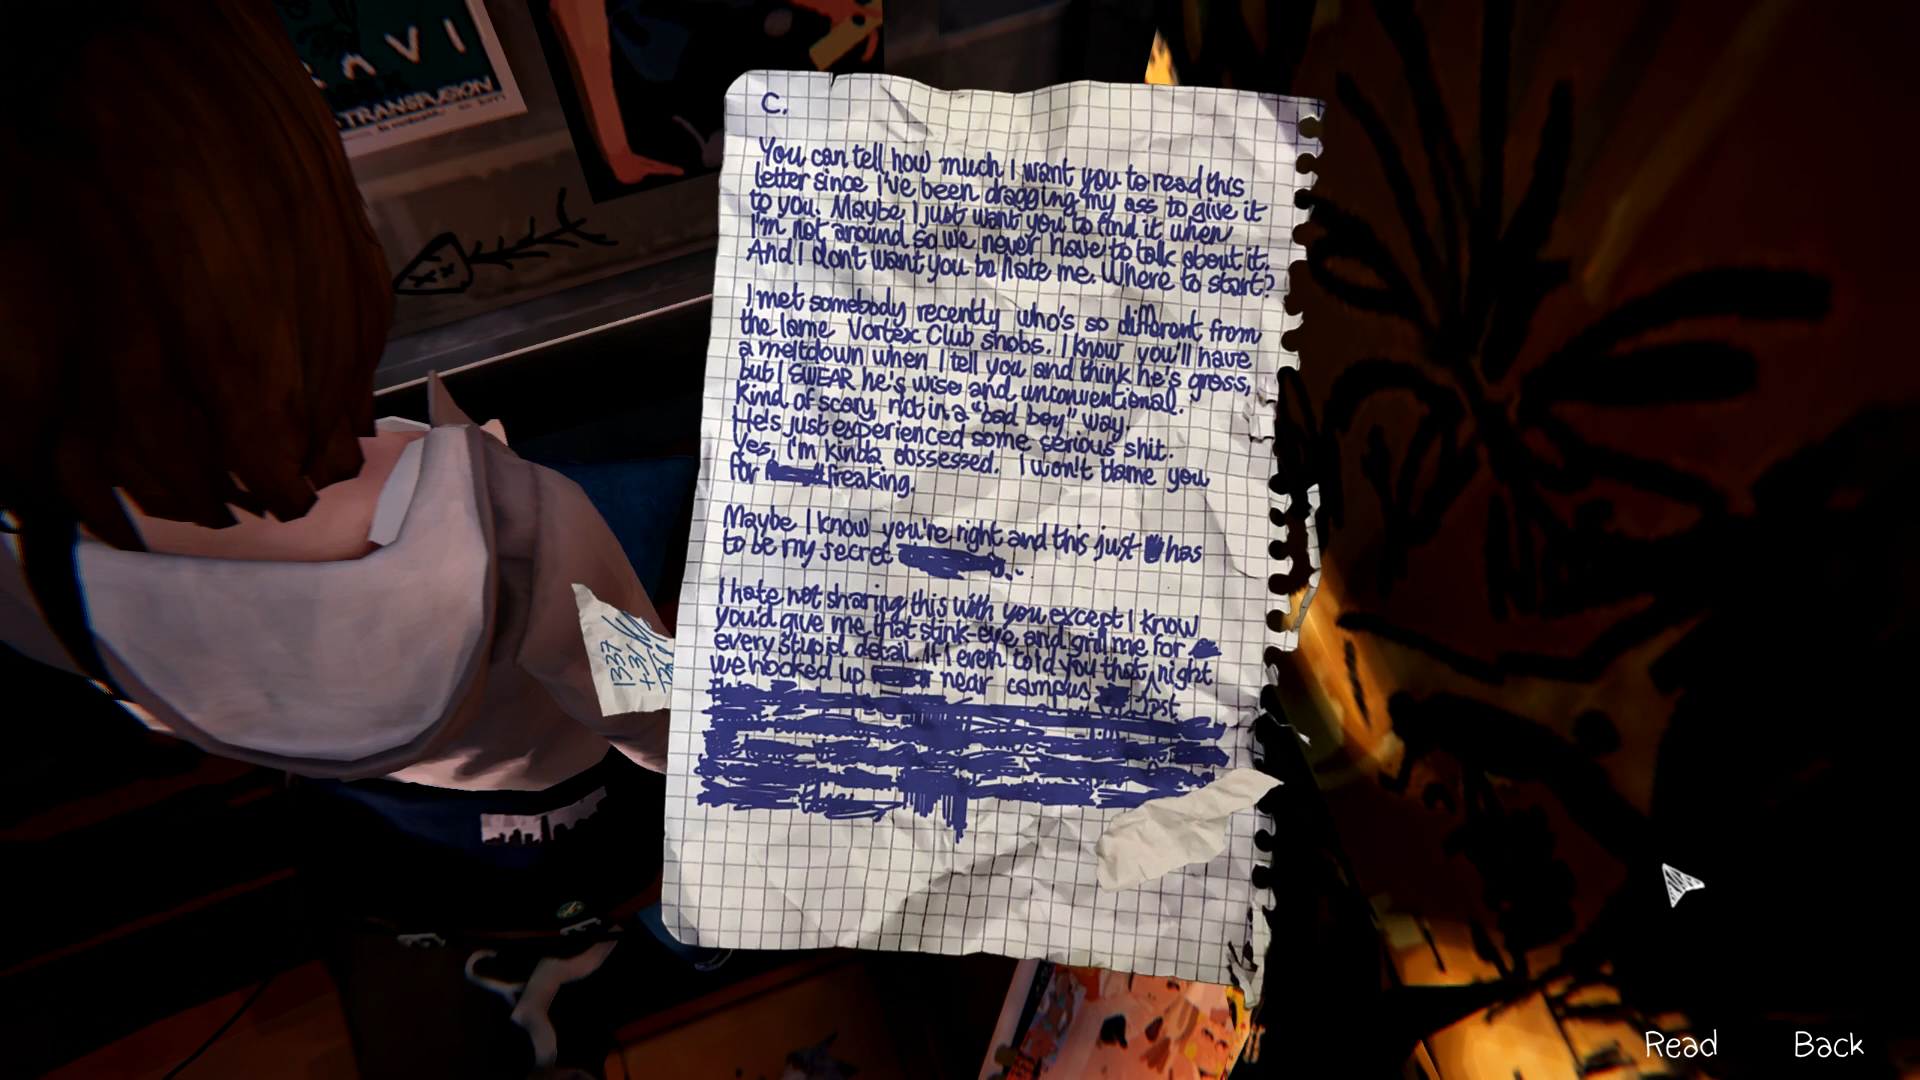 AVI
TRANSFUSION
C.
You can tell how much I want you to read this
letter since I've been dragging my ass to give it
to you. Maybe I just want you to find it when
I'm not around so we never have to talk about it.
And I don't want you to hate me. Where to start?
I met somebody recently who's so different from
the lame Vortex Club snobs. I know you'll have
a meltdown when I tell you and think he's gross,
but I SWEAR he's wise and unconventional.
Kind of scary, not in a "bad boy" way.
He's just experienced some serious shit.
Yes, I'm kinda obssessed. I won't blame you
for freaking.
Maybe I know you're right and this just has
to be my secret
I hate not sharing this with you except I know
you'd give me that stink-eye and grill me for
every stupid detail. If I even told you that night
we hooked up near campus
1337
Read
Back